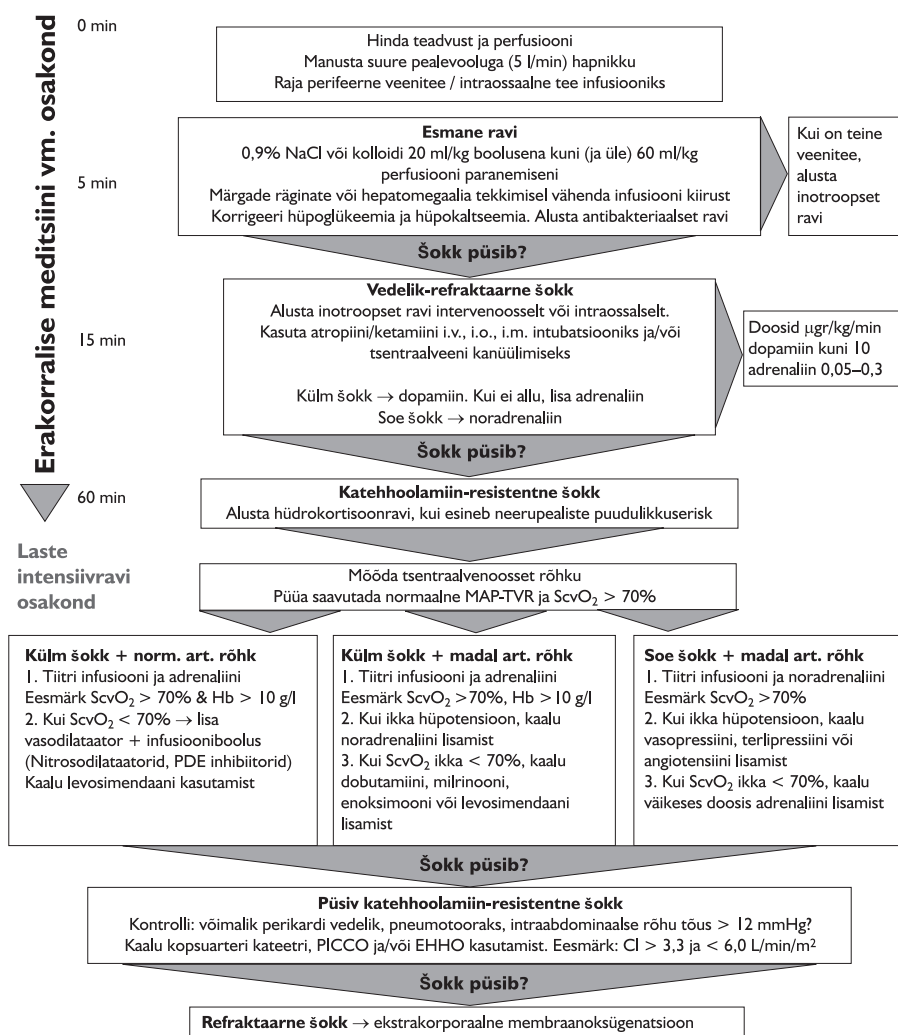 Erakorralise meditsiini vm. osakond
0 min
Hinda teadvust ja perfusiooni
Manusta suure pealevooluga (5 l/min) hapnikku
Raja perifeerne veenitee / intraossaalne tee infusiooniks
5 min
Esmane ravi
0,9% NaCl või kolloidi 20 ml/kg boolusena kuni (ja üle) 60 ml/kg
perfusiooni paranemiseni
Märgade räginate või hepatomegaalia tekkimisel vähenda infusiooni kiirust
Korrigeeri hüpoglükeemia ja hüpokaltseemia. Alusta antibakteriaalset ravi
Kui on teine
veenitee,
alusta
inotroopset
ravi
Šokk püsib?
15 min
Vedelik-refraktaarne šokk
Alusta inotroopset ravi intervenoosselt või intraossalselt.
Kasuta atropiini/ketamiini i.v., i.o., i.m. intubatsiooniks ja/või
tsentraalveeni kanüülimiseks
Külm šokk → dopamiin. Kui ei allu, lisa adrenaliin
Soe šokk → noradrenaliin
Doosid µgr/kg/min
dopamiin kuni 10
adrenaliin 0,05–0,3
Šokk püsib?
60 min
Katehhoolamiin-resistentne šokk
Alusta hüdrokortisoonravi, kui esineb neerupealiste puudulikkuserisk
Laste
intensiivravi
osakond
Mõõda tsentraalvenoosset rõhku
Püüa saavutada normaalne MAP-TVR ja ScvO₂ > 70%
Külm šokk + norm. art. rõhk
1. Tiitri infusiooni ja adrenaliini
Eesmärk ScvO₂ > 70% & Hb > 10 g/l
2. Kui ScvO₂ < 70% → lisa
vasodilataator + infusiooniboolus
(Nitrosodilataatorid, PDE inhibiitorid)
Kaalu levosimendaani kasutamist
Külm šokk + madal art. rõhk
1. Tiitri infusiooni ja adrenaliini
Eesmärk ScvO₂ >70%, Hb >10 g/l
2. Kui ikka hüpotensioon, kaalu
noradrenaliini lisamist
3. Kui ScvO₂ ikka < 70%, kaalu
dobutamiini, milrinooni,
enoksimooni või levosimendaani
lisamist
Soe šokk + madal art. rõhk
1. Tiitri infusiooni ja noradrenaliini
Eesmärk ScvO₂ >70%
2. Kui ikka hüpotensioon, kaalu
vasopressiini, terlipressiini või
angiotensiini lisamist
3. Kui ScvO₂ ikka < 70%, kaalu
väikeses doosis adrenaliini lisamist
Šokk püsib?
Püsiv katehhoolamiin-resistentne šokk
Kontrolli: võimalik perikardi vedelik, pneumotooraks, intraabdominaalse rõhu tõus > 12 mmHg?
Kaalu kopsuarteri kateetri, PICCO ja/või EHHO kasutamist. Eesmärk: CI > 3,3 ja < 6,0 L/min/m²
Šokk püsib?
Refraktaarne šokk → ekstrakorporaalne membraanoksügenatsioon